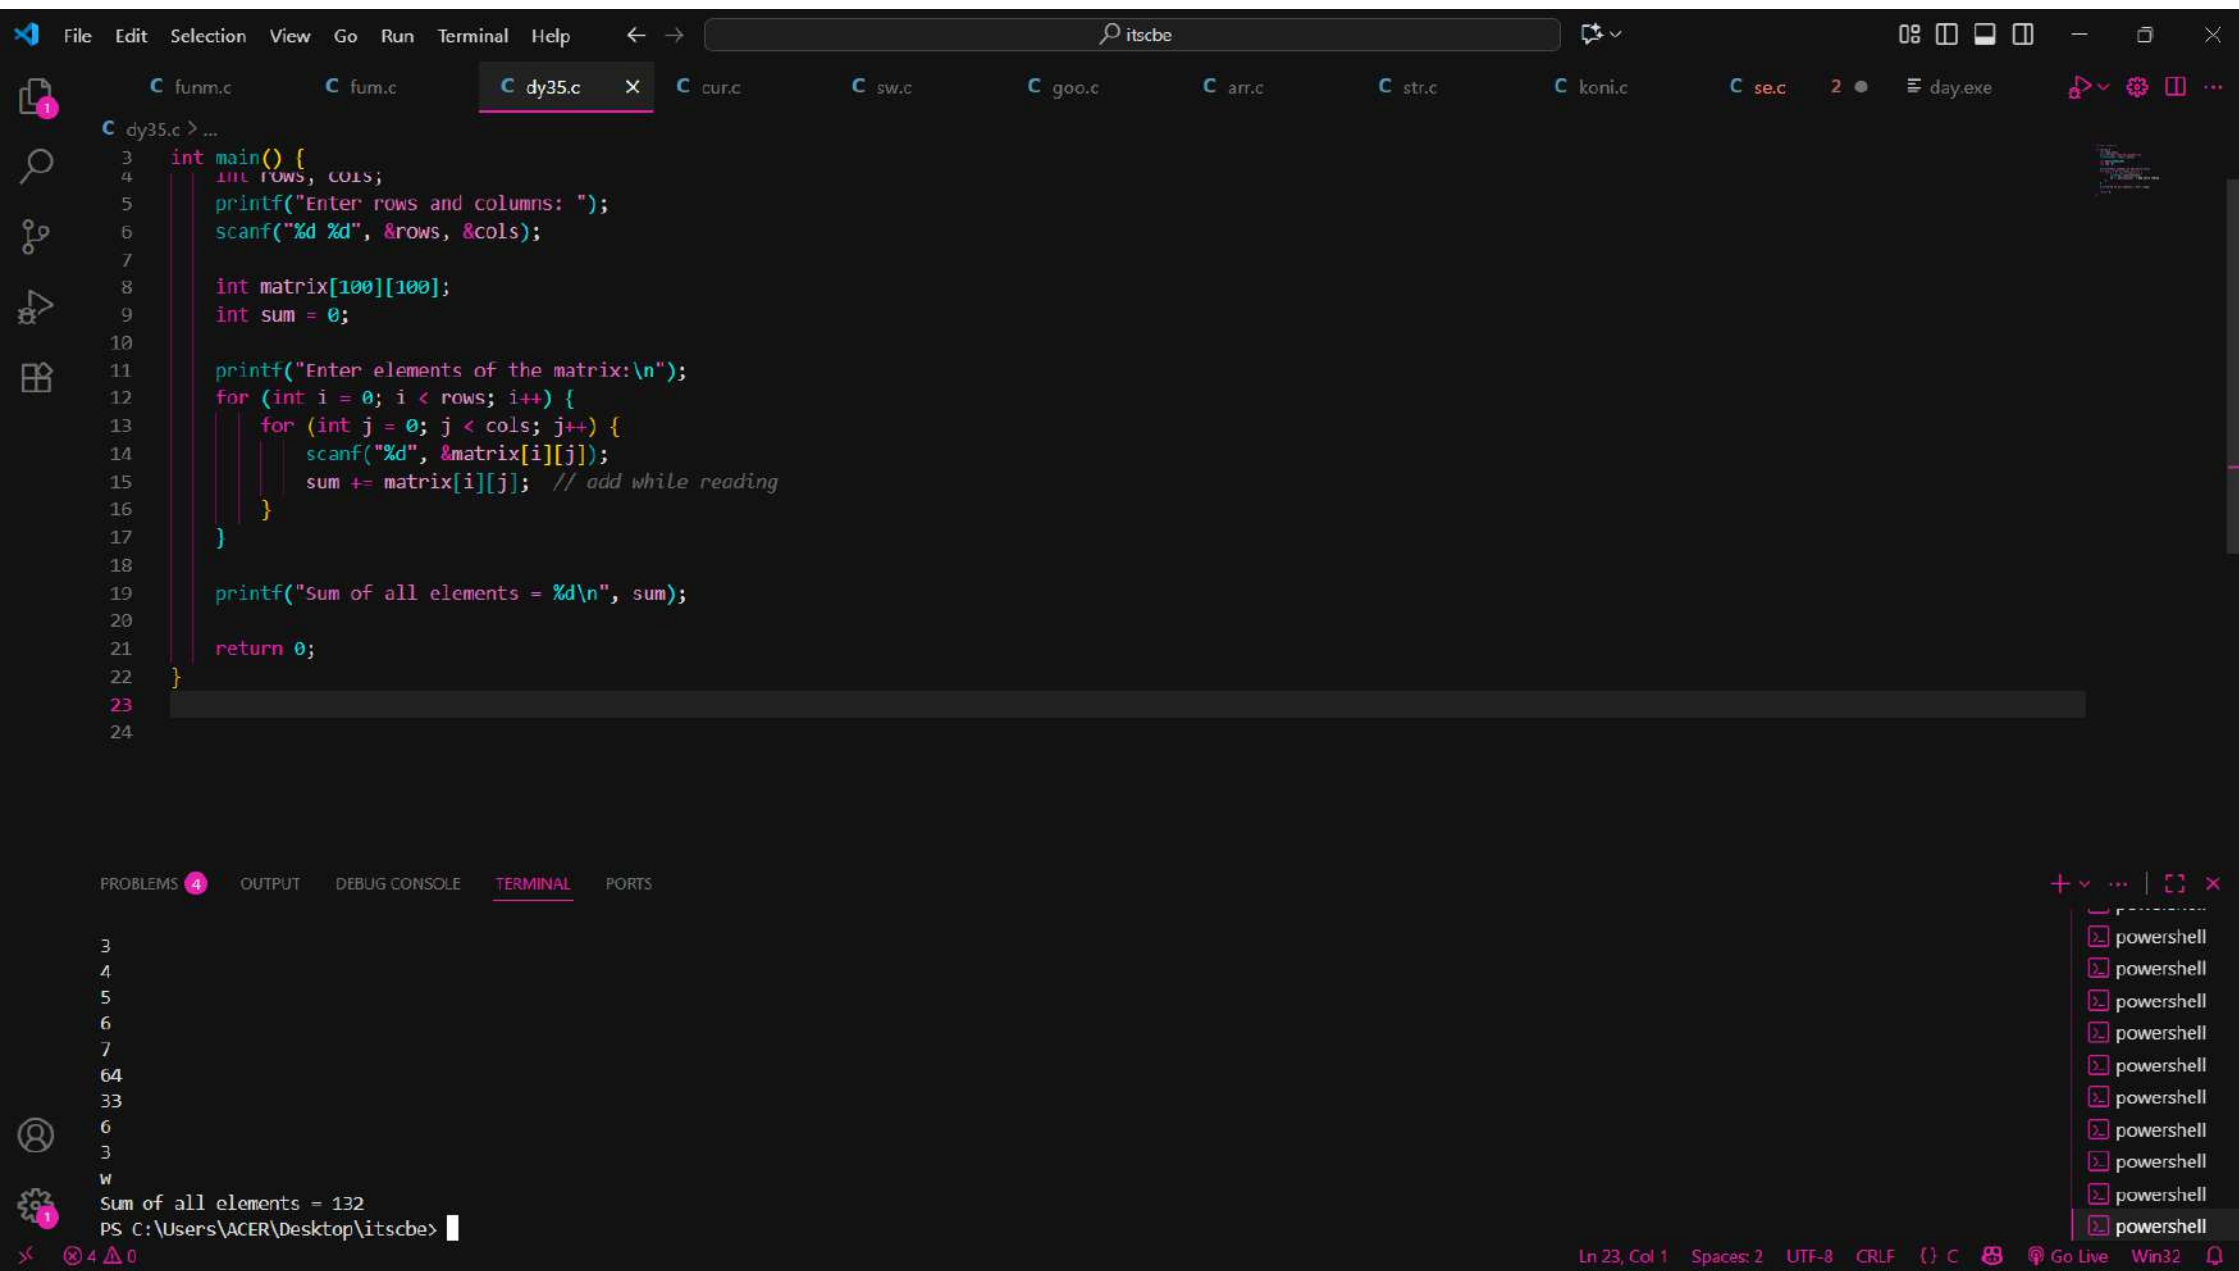 File Edit Selection View Go Run Terminal Help itscbe
funm.c fum.c dy35.c cur.c sw.c goo.c arr.c str.c koni.c se.c 2 day.exe
dy35.c > ...
3 int main() {
4 int rows, cols;
5 printf("Enter rows and columns: ");
6 scanf("%d %d", &rows, &cols);
7
8 int matrix[100][100];
9 int sum = 0;
10
11 printf("Enter elements of the matrix:\n");
12 for (int i = 0; i < rows; i++) {
13 for (int j = 0; j < cols; j++) {
14 scanf("%d", &matrix[i][j]);
15 sum += matrix[i][j]; // add while reading
16 }
17 }
18
19 printf("Sum of all elements = %d\n", sum);
20
21 return 0;
22 }
23
24
PROBLEMS 4 OUTPUT DEBUG CONSOLE TERMINAL PORTS
3
4
5
6
7
64
33
6
3
w
Sum of all elements = 132
PS C:\Users\ACER\Desktop\itscbe>
powershell
powershell
powershell
powershell
powershell
powershell
powershell
powershell
powershell
powershell
1
1
4 0 Ln 23, Col 1 Spaces: 2 UTF-8 CRLF {} C Go Live Win32